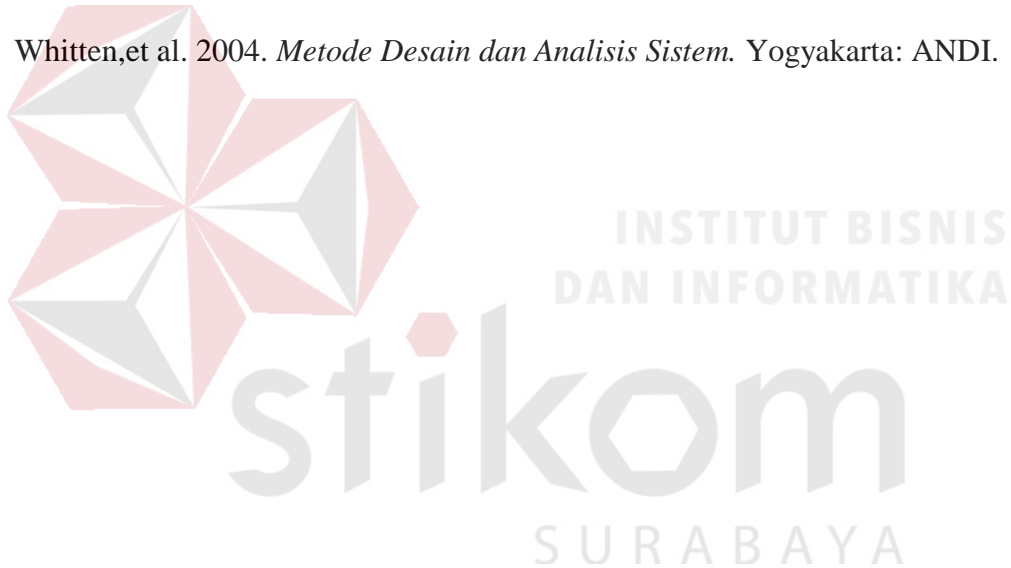 Whitten,et al. 2004. Metode Desain dan Analisis Sistem. Yogyakarta: ANDI.
INSTITUT BISNIS
DAN INFORMATIKA
stikom
SURABAYA